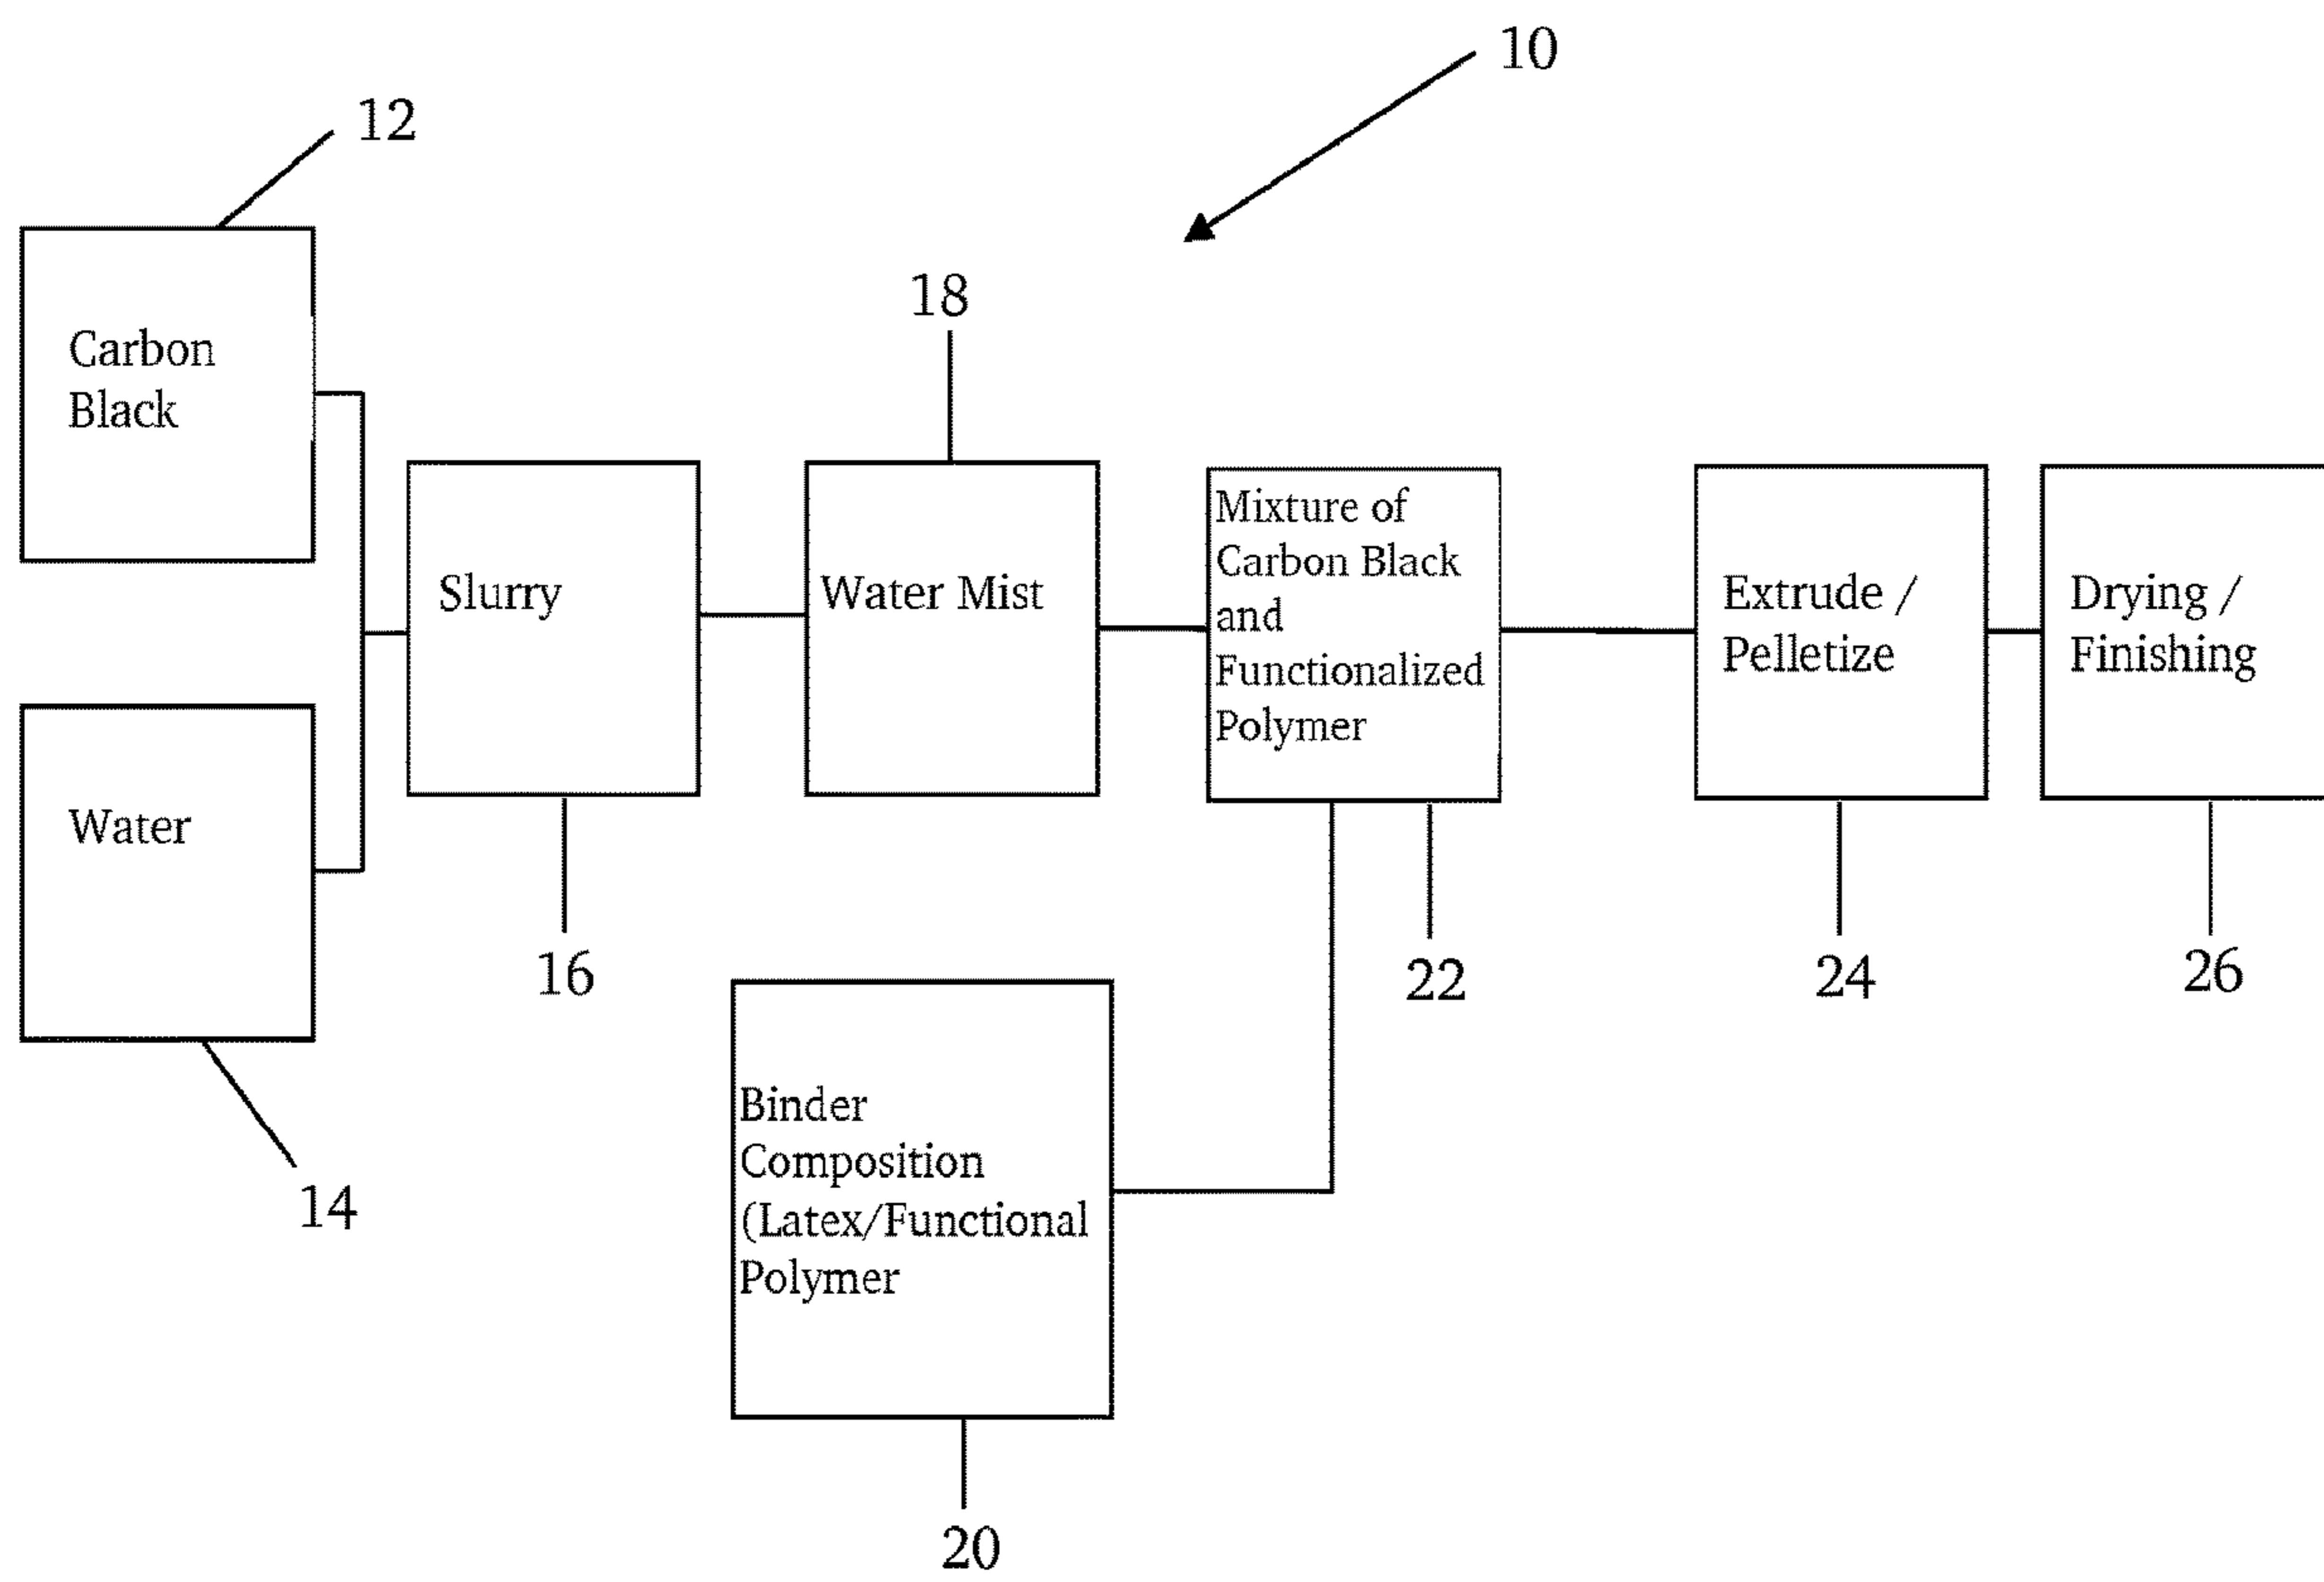 10
12
Carbon
Black
18
Slurry
Water Mist
Mixture of
Carbon Black
and
Functionalized
Polymer
Extrude /
Pelletize
Drying /
Finishing
Water
16
22
24
26
14
Binder
Composition
(Latex/Functional
Polymer
20